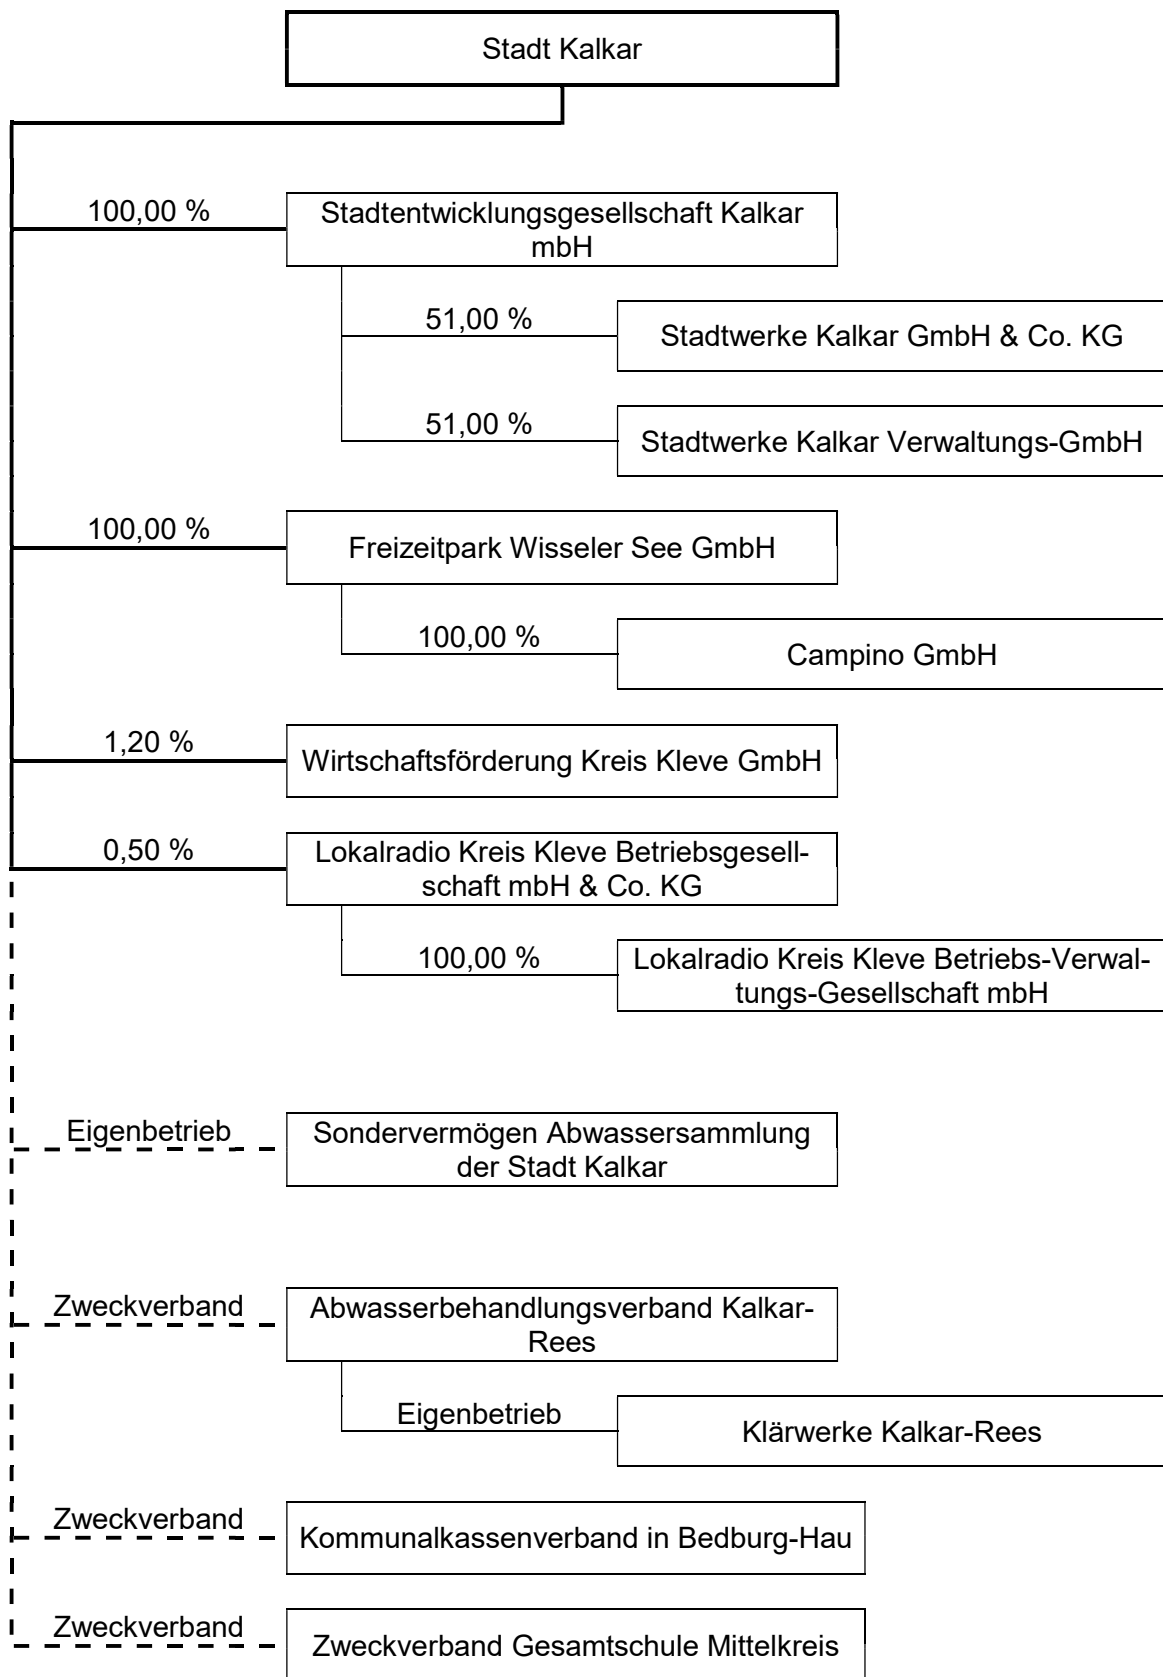 Stadt Kalkar
100,00 %
Stadtentwicklungsgesellschaft Kalkar
mbH
51,00 %
Stadtwerke Kalkar GmbH & Co. KG
51,00 %
Stadtwerke Kalkar Verwaltungs-GmbH
100,00 %
Freizeitpark Wisseler See GmbH
100,00 %
Campino GmbH
1,20 %
Wirtschaftsförderung Kreis Kleve GmbH
0,50 %
Lokalradio Kreis Kleve Betriebsgesell-
schaft mbH & Co. KG
100,00 %
Lokalradio Kreis Kleve Betriebs-Verwal-
tungs-Gesellschaft mbH
Eigenbetrieb
Sondervermögen Abwassersammlung
der Stadt Kalkar
Zweckverband
Abwasserbehandlungsverband Kalkar-
Rees
Eigenbetrieb
Klärwerke Kalkar-Rees
Zweckverband
Kommunalkassenverband in Bedburg-Hau
Zweckverband
Zweckverband Gesamtschule Mittelkreis